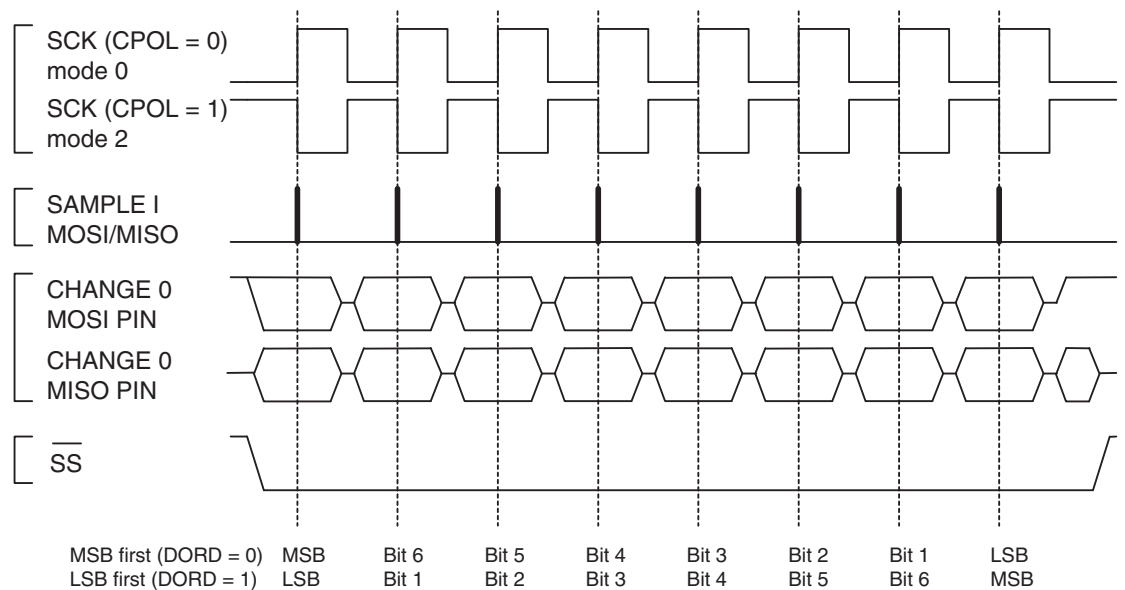 SCK (CPOL = 0)
mode 0
SCK (CPOL = 1)
mode 2
SAMPLE I
MOSI/MISO
CHANGE 0
MOSI PIN
CHANGE 0
MISO PIN
SS
MSB first (DORD = 0) MSB Bit 6 Bit 5 Bit 4 Bit 3 Bit 2 Bit 1 LSB
LSB first (DORD = 1) LSB Bit 1 Bit 2 Bit 3 Bit 4 Bit 5 Bit 6 MSB